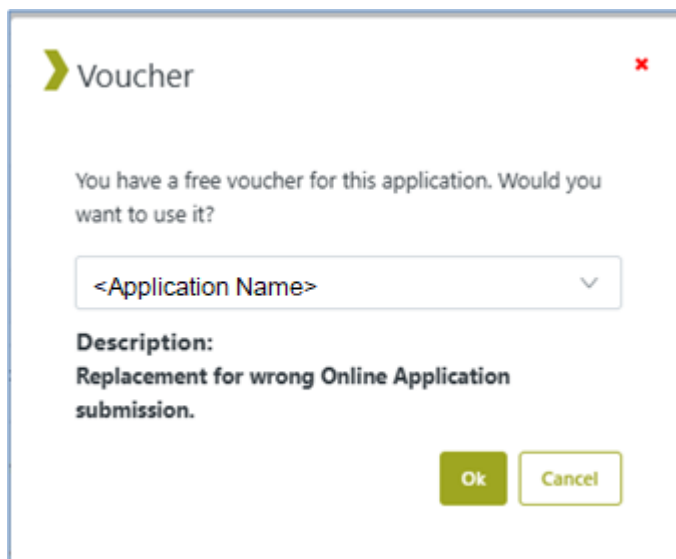 Voucher
You have a free voucher for this application. Would you
want to use it?
<Application Name>
Description:
Replacement for wrong Online Application
submission.
Ok
Cancel